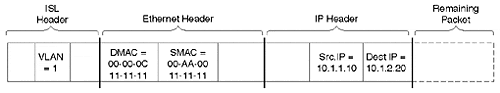 ISL
Header
Ethernet Header
IP Header
Remaining
Packet
VLAN
= 1
DMAC =
00-00-0C
11-11-11
SMAC =
00-AA-00
11-11-11
Src.IP =
10.1.1.10
Dest IP =
10.1.2.20